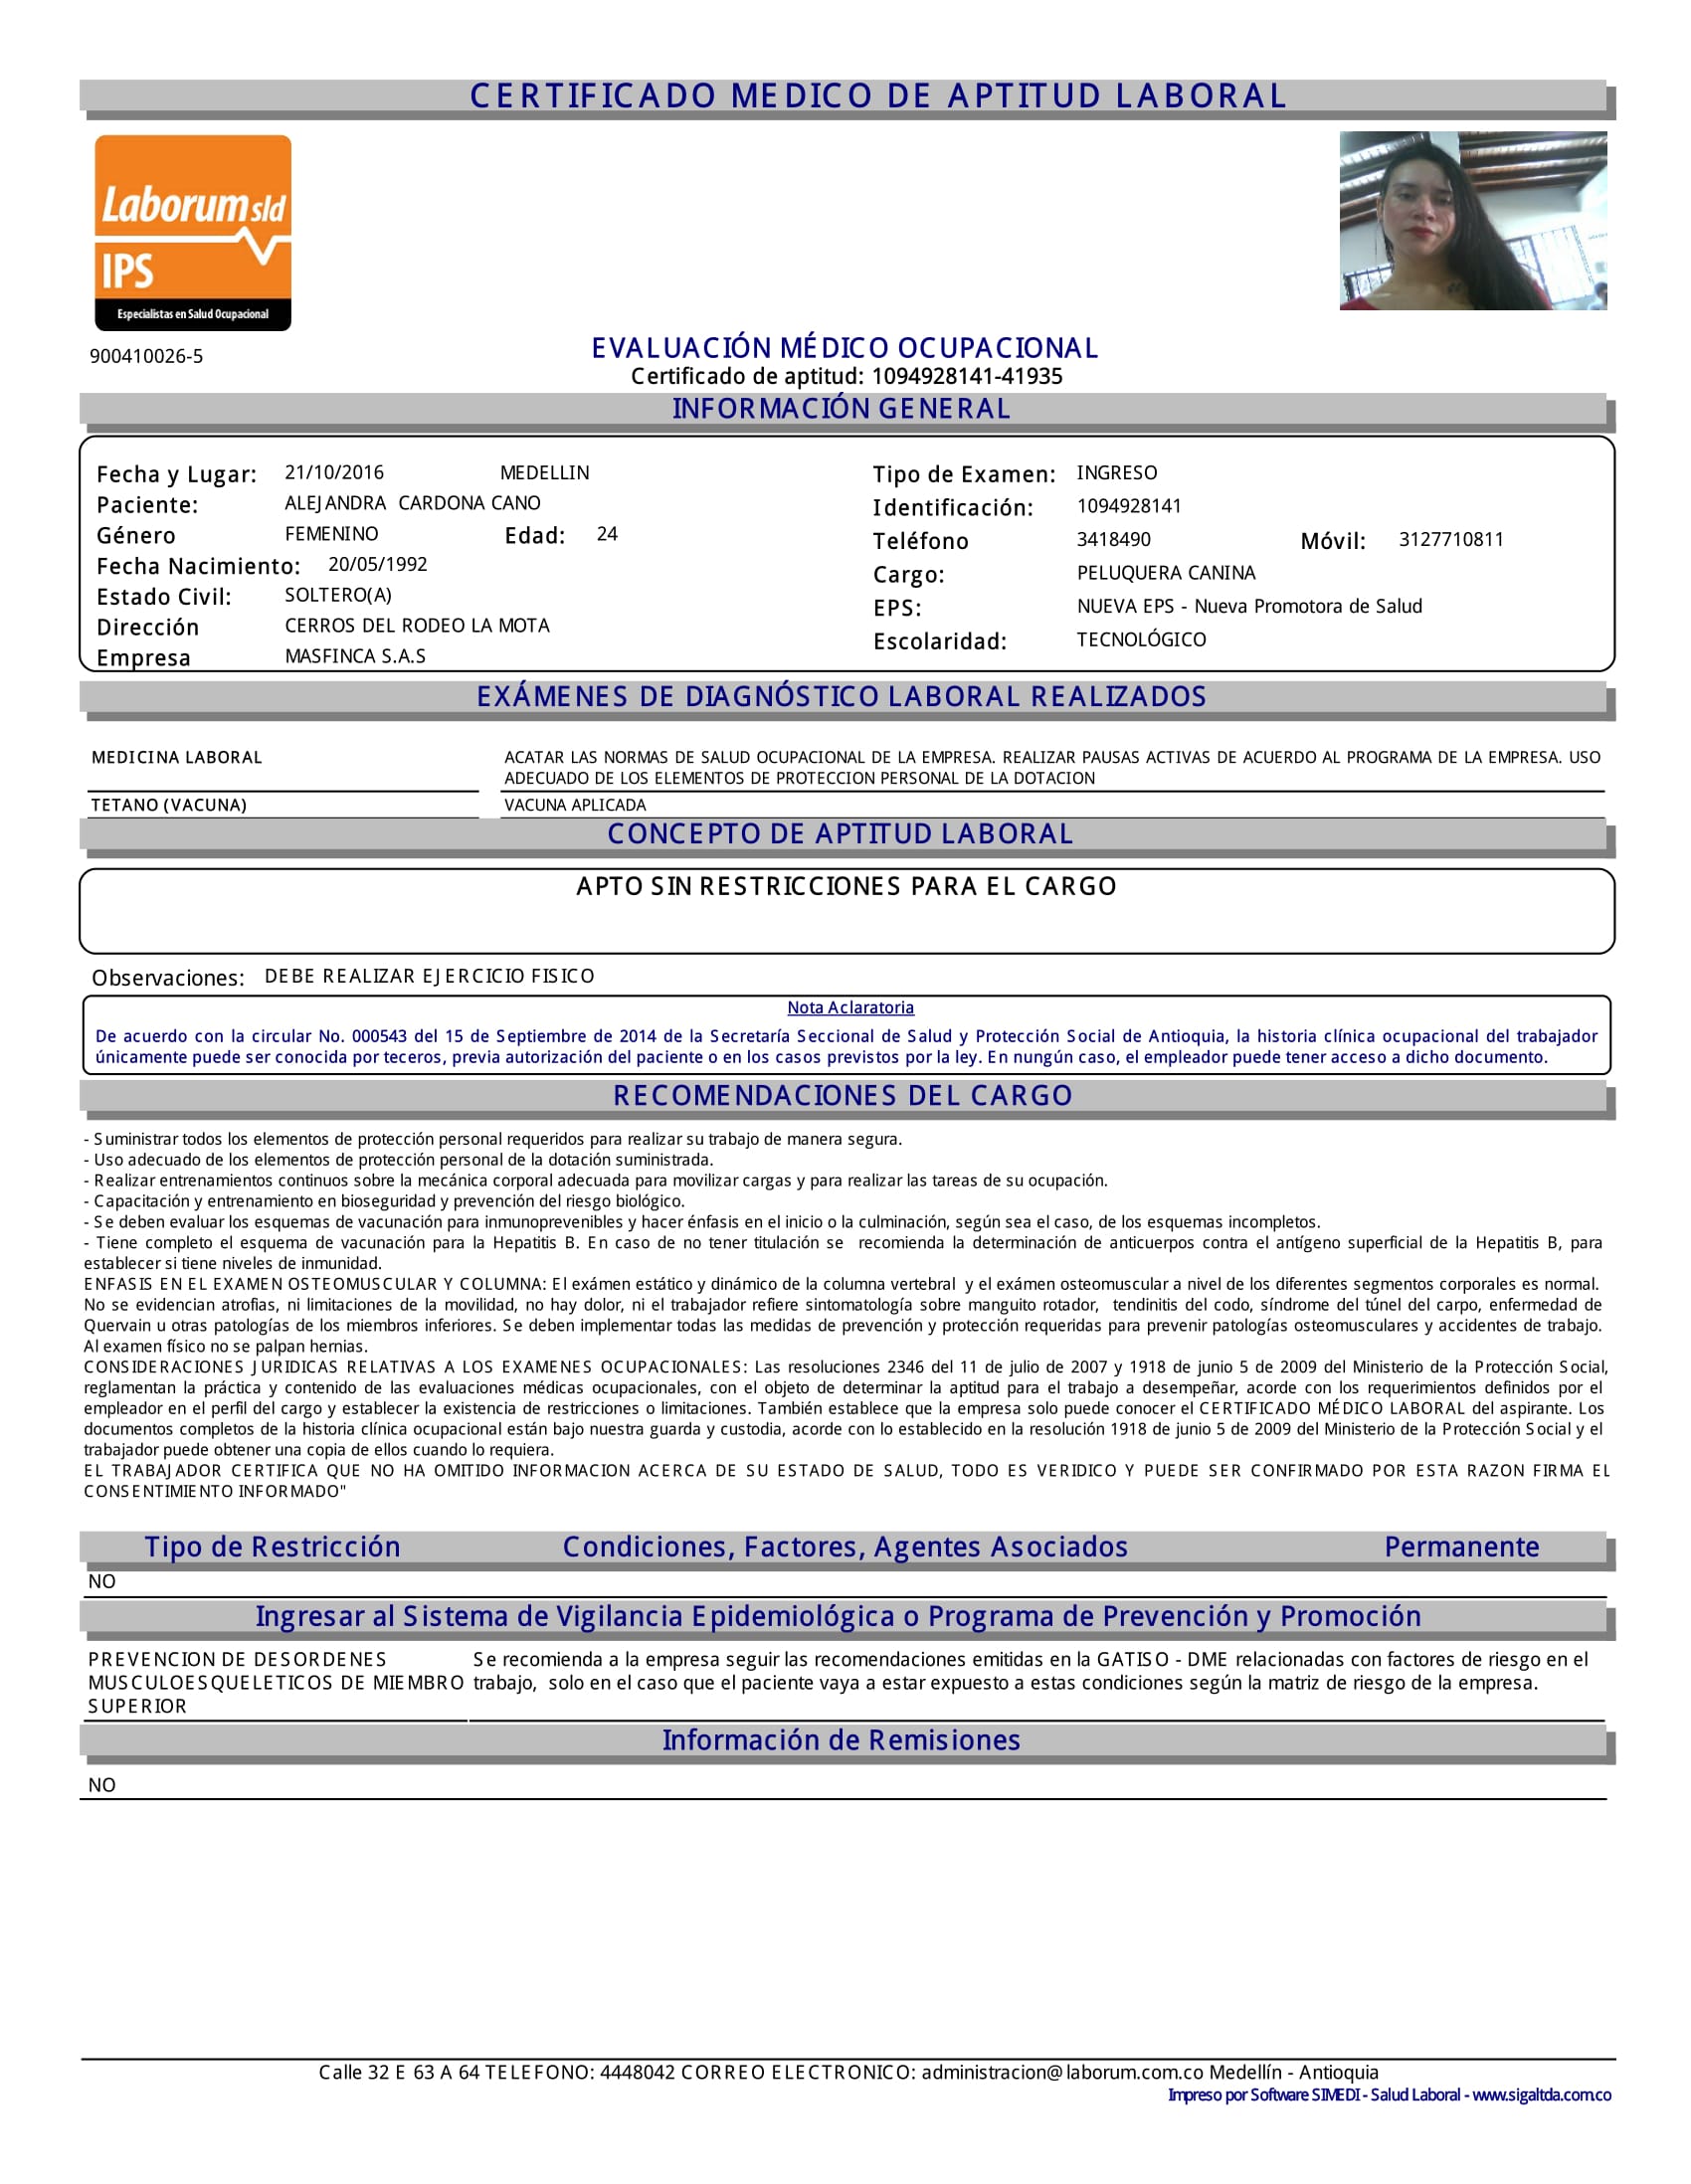 CERTIFICADO MEDICO DE APTITUD LABORAL
Laborum sld
IPS
Especialistas en Salud Ocupacional
900410026-5
EVALUACIÓN MÉDICO OCUPACIONAL
Certificado de aptitud: 1094928141-41935
INFORMACIÓN GENERAL
Fecha y Lugar: 21/10/2016 MEDELLIN Tipo de Examen: INGRESO
Paciente: ALEJANDRA CARDONA CANO Identificación: 1094928141
Género FEMENINO Edad: 24 Teléfono 3418490 Móvil: 3127710811
Fecha Nacimiento: 20/05/1992 Cargo: PELUQUERA CANINA
Estado Civil: SOLTERO(A) EPS: NUEVA EPS - Nueva Promotora de Salud
Dirección CERROS DEL RODEO LA MOTA Escolaridad: TECNOLÓGICO
Empresa MASFINCA S.A.S
EXÁMENES DE DIAGNÓSTICO LABORAL REALIZADOS
MEDICINA LABORAL ACATAR LAS NORMAS DE SALUD OCUPACIONAL DE LA EMPRESA. REALIZAR PAUSAS ACTIVAS DE ACUERDO AL PROGRAMA DE LA EMPRESA. USO
ADECUADO DE LOS ELEMENTOS DE PROTECCION PERSONAL DE LA DOTACION
TETANO (VACUNA) VACUNA APLICADA
CONCEPTO DE APTITUD LABORAL
APTO SIN RESTRICCIONES PARA EL CARGO
Observaciones: DEBE REALIZAR EJERCICIO FISICO
Nota Aclaratoria
De acuerdo con la circular No. 000543 del 15 de Septiembre de 2014 de la Secretaría Seccional de Salud y Protección Social de Antioquia, la historia clínica ocupacional del trabajador
únicamente puede ser conocida por teceros, previa autorización del paciente o en los casos previstos por la ley. En nungún caso, el empleador puede tener acceso a dicho documento.
RECOMENDACIONES DEL CARGO
- Suministrar todos los elementos de protección personal requeridos para realizar su trabajo de manera segura.
- Uso adecuado de los elementos de protección personal de la dotación suministrada.
- Realizar entrenamientos continuos sobre la mecánica corporal adecuada para movilizar cargas y para realizar las tareas de su ocupación.
- Capacitación y entrenamiento en bioseguridad y prevención del riesgo biológico.
- Se deben evaluar los esquemas de vacunación para inmunoprevenibles y hacer énfasis en el inicio o la culminación, según sea el caso, de los esquemas incompletos.
- Tiene completo el esquema de vacunación para la Hepatitis B. En caso de no tener titulación se recomienda la determinación de anticuerpos contra el antígeno superficial de la Hepatitis B, para
establecer si tiene niveles de inmunidad.
ENFASIS EN EL EXAMEN OSTEOMUSCULAR Y COLUMNA: El exámen estático y dinámico de la columna vertebral y el exámen osteomuscular a nivel de los diferentes segmentos corporales es normal.
No se evidencian atrofias, ni limitaciones de la movilidad, no hay dolor, ni el trabajador refiere sintomatología sobre manguito rotador, tendinitis del codo, síndrome del túnel del carpo, enfermedad de
Quervain u otras patologías de los miembros inferiores. Se deben implementar todas las medidas de prevención y protección requeridas para prevenir patologías osteomusculares y accidentes de trabajo.
Al examen físico no se palpan hernias.
CONSIDERACIONES JURIDICAS RELATIVAS A LOS EXAMENES OCUPACIONALES: Las resoluciones 2346 del 11 de julio de 2007 y 1918 de junio 5 de 2009 del Ministerio de la Protección Social,
reglamentan la práctica y contenido de las evaluaciones médicas ocupacionales, con el objeto de determinar la aptitud para el trabajo a desempeñar, acorde con los requerimientos definidos por el
empleador en el perfil del cargo y establecer la existencia de restricciones o limitaciones. También establece que la empresa solo puede conocer el CERTIFICADO MÉDICO LABORAL del aspirante. Los
documentos completos de la historia clínica ocupacional están bajo nuestra guarda y custodia, acorde con lo establecido en la resolución 1918 de junio 5 de 2009 del Ministerio de la Protección Social y el
trabajador puede obtener una copia de ellos cuando lo requiera.
EL TRABAJADOR CERTIFICA QUE NO HA OMITIDO INFORMACION ACERCA DE SU ESTADO DE SALUD, TODO ES VERIDICO Y PUEDE SER CONFIRMADO POR ESTA RAZON FIRMA EL
CONSENTIMIENTO INFORMADO"
Tipo de Restricción Condiciones, Factores, Agentes Asociados Permanente
NO
Ingresar al Sistema de Vigilancia Epidemiológica o Programa de Prevención y Promoción
PREVENCION DE DESORDENES Se recomienda a la empresa seguir las recomendaciones emitidas en la GATISO - DME relacionadas con factores de riesgo en el
MUSCULOESQUELETICOS DE MIEMBRO trabajo, solo en el caso que el paciente vaya a estar expuesto a estas condiciones según la matriz de riesgo de la empresa.
SUPERIOR
Información de Remisiones
NO
Calle 32 E 63 A 64 TELEFONO: 4448042 CORREO ELECTRONICO: administracion@laborum.com.co Medellín - Antioquia
Impreso por Software SIMEDI - Salud Laboral - www.sigaltda.com.co